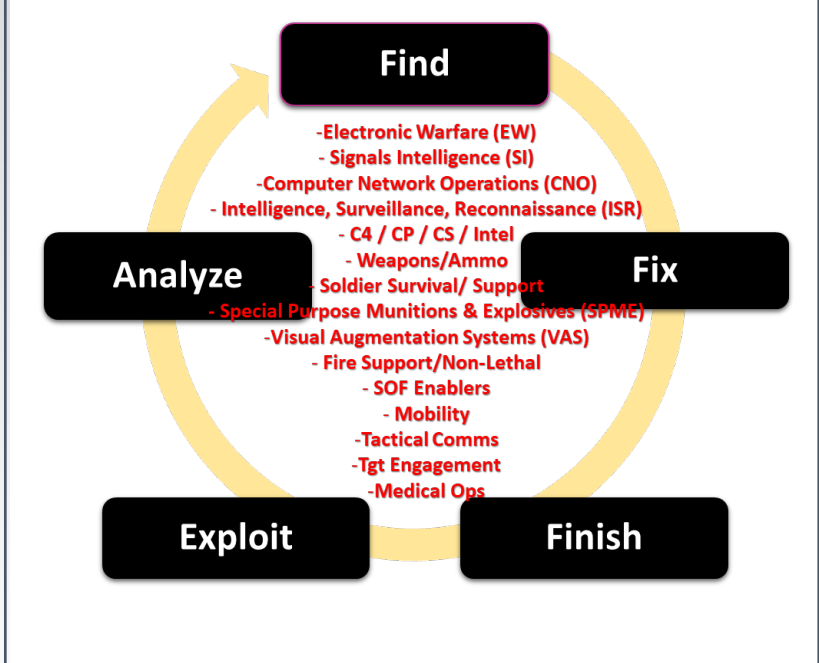 Find
-Electronic Warfare (EW)
- Signals Intelligence (SI)
-Computer Network Operations (CNO)
- Intelligence, Surveillance, Reconnaissance (ISR)
- C4 / CP / CS / Intel
- Weapons/Ammo
- Soldier Survival/ Support
- Special Purpose Munitions & Explosives (SPME)
-Visual Augmentation Systems (VAS)
- Fire Support/Non-Lethal
- SOF Enablers
- Mobility
-Tactical Comms
-Tgt Engagement
-Medical Ops
Analyze
Fix
Exploit
Finish